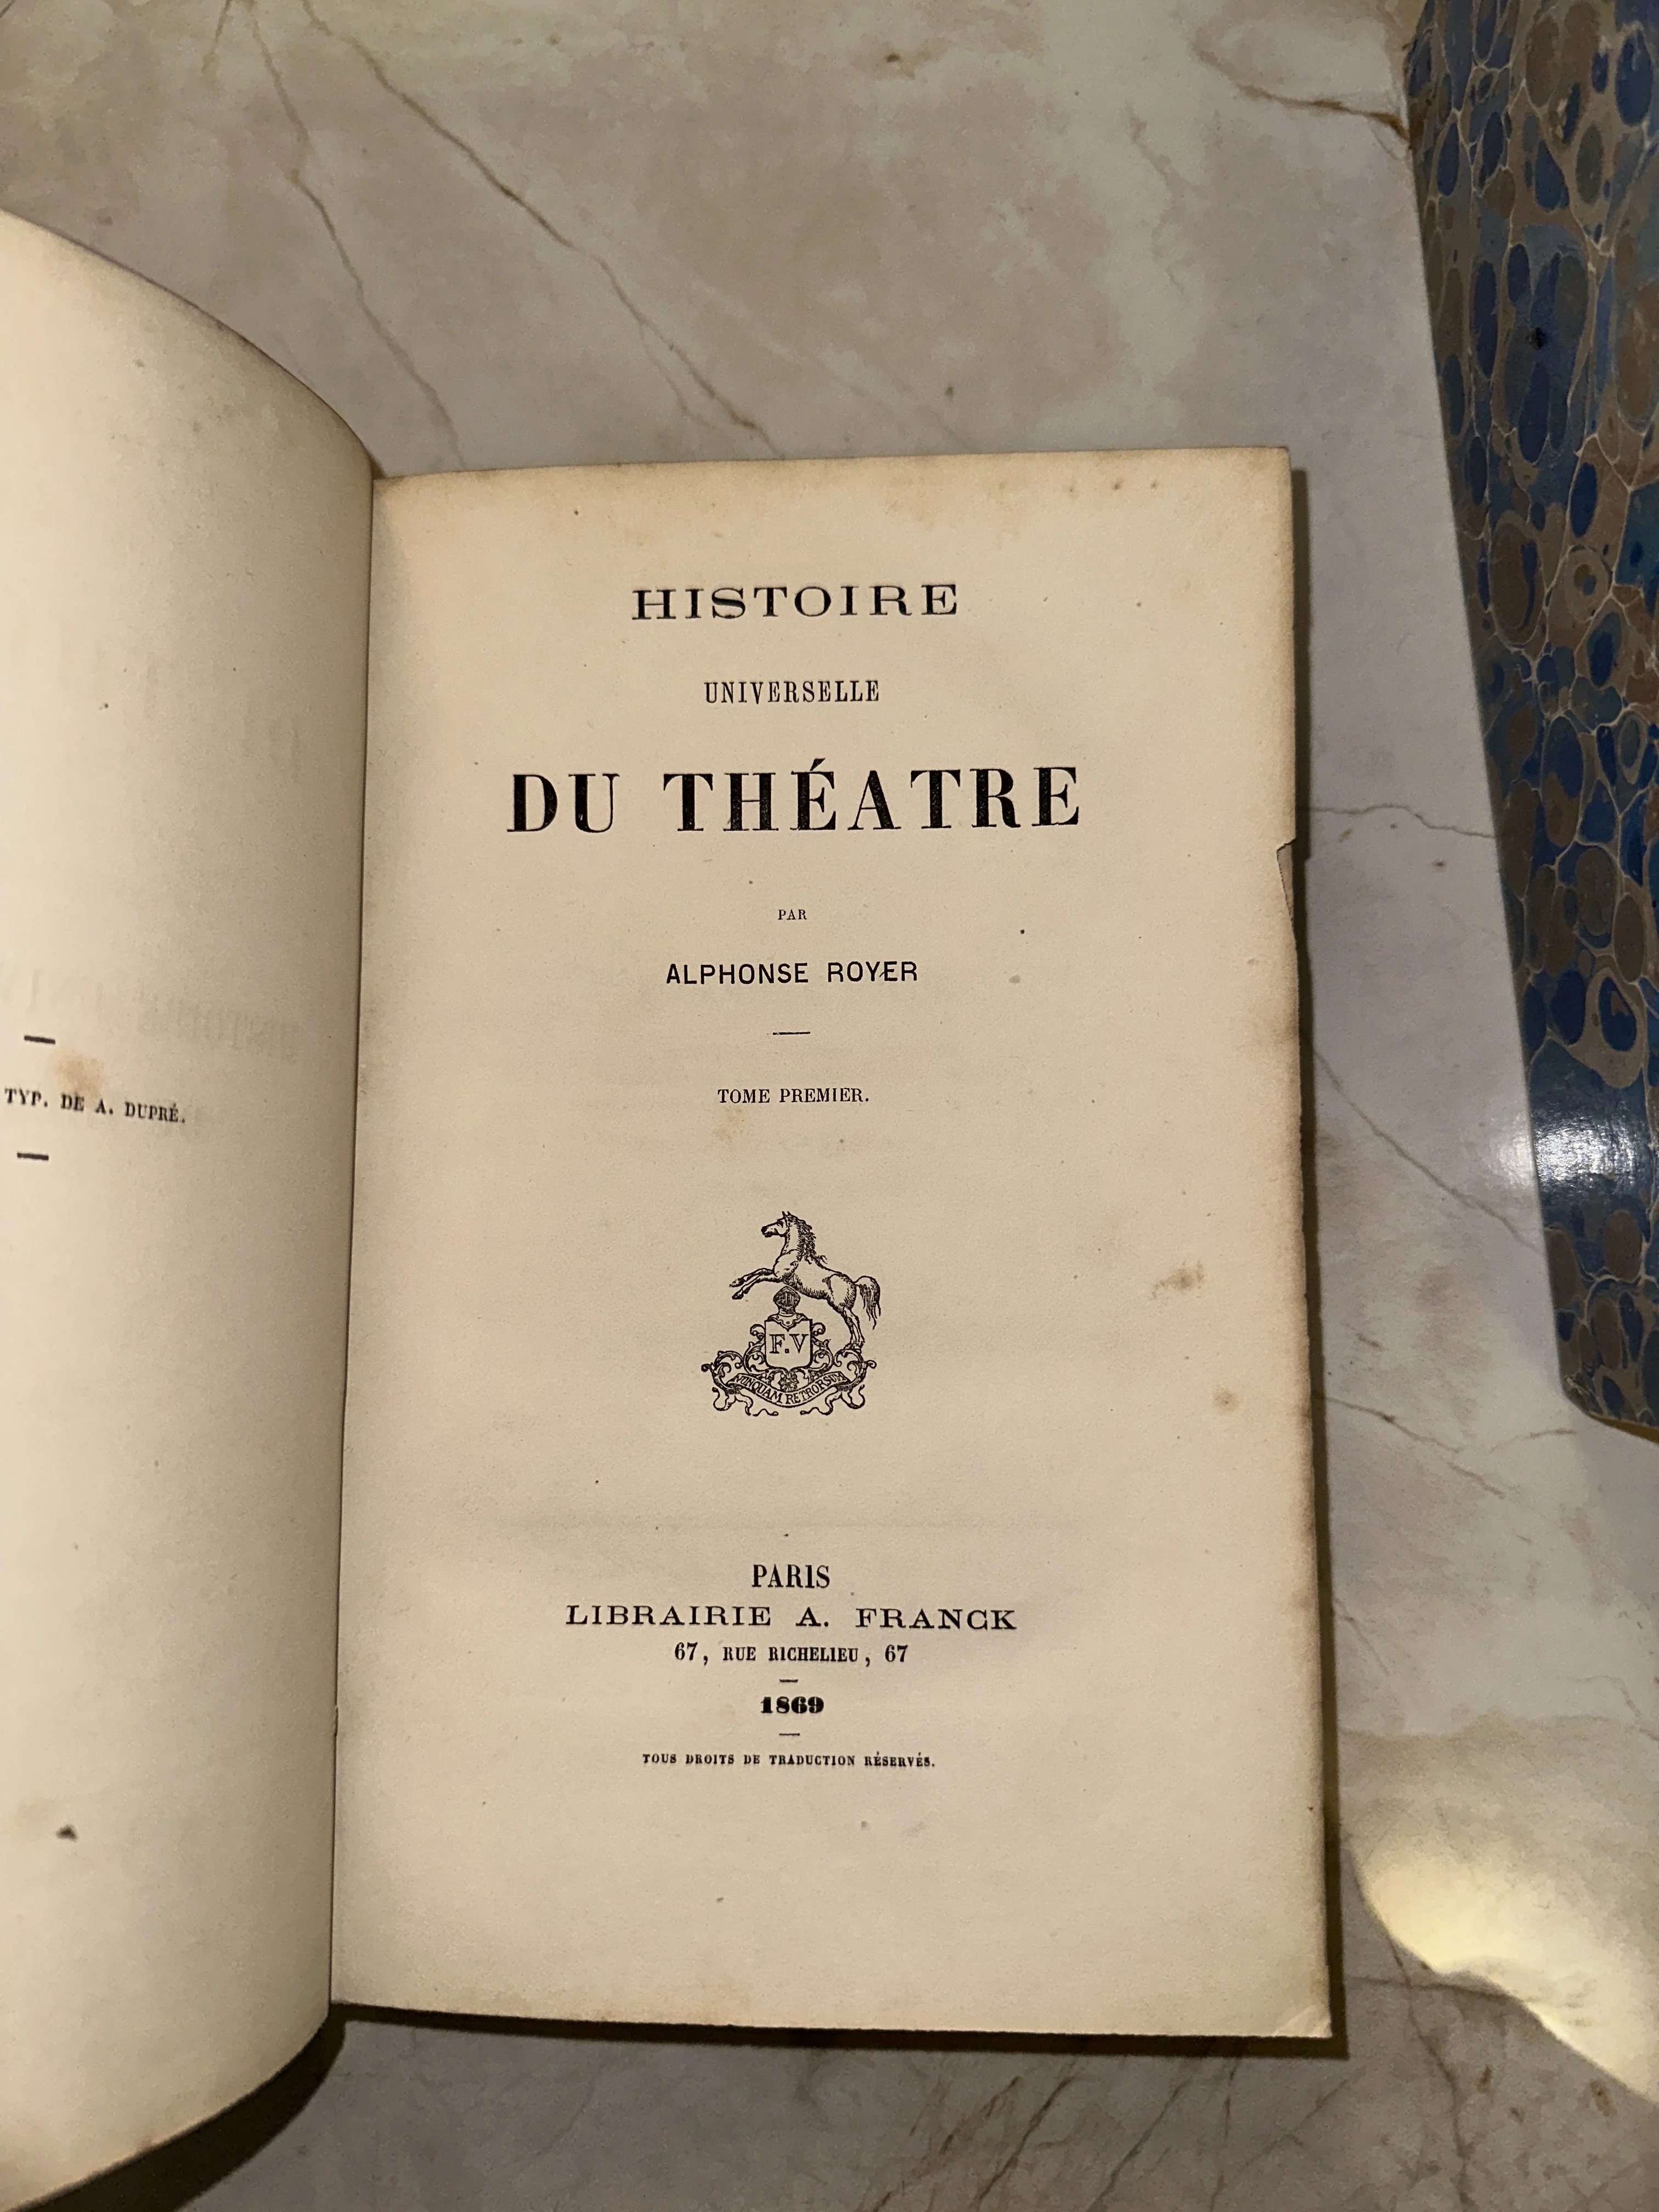 TYP. DE A. DUPRÉ.
HISTOIRE
UNIVERSELLE
DU THÉATRE
PAR
ALPHONSE ROYER
TOME PREMIER.
F.V
NUNQUAM RETRORSUM
PARIS
LIBRAIRIE A. FRANCK
67, RUE RICHELIEU, 67
1869
TOUS DROITS DE TRADUCTION RÉSERVÉS.